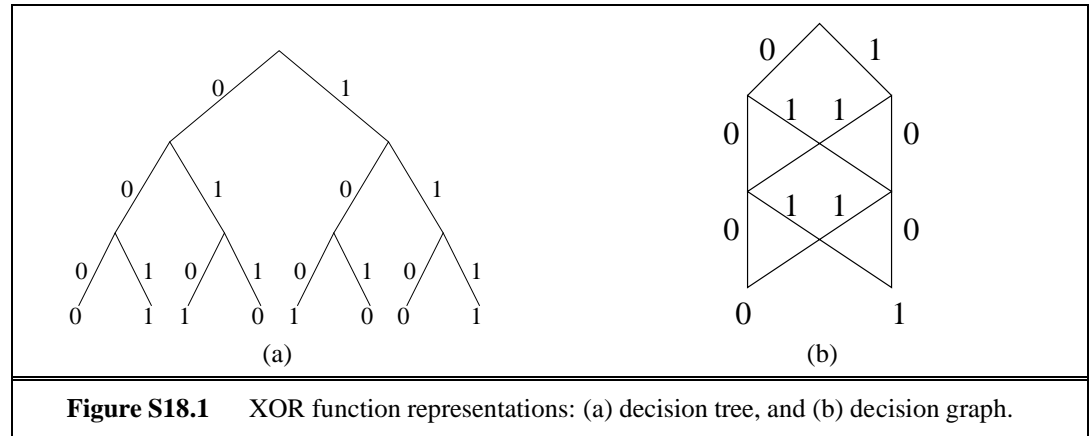 0 1
0 1 0 1
0 1 0 1 0 1 0 1
0 1 1 0 1 0 0 1
(a)
0 1
0 1 1 0
0 1 1 0
0 1
(b)
Figure S18.1 XOR function representations: (a) decision tree, and (b) decision graph.